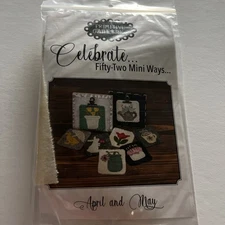 Celebrate...
Fifty-Two Mini Ways...
April and May